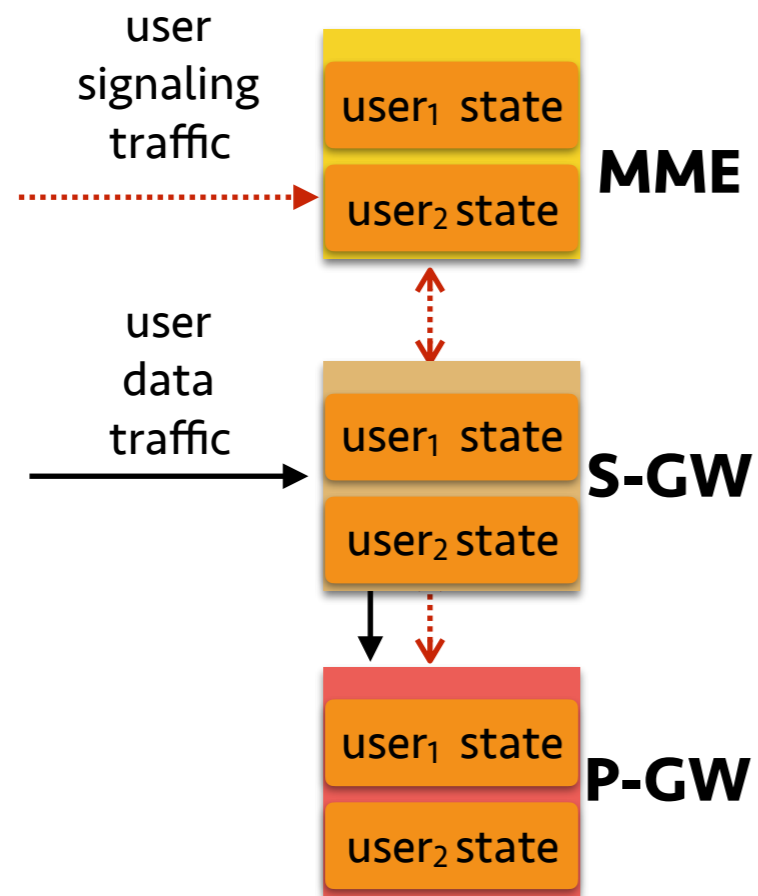 user
signaling
traffic
user₁ state
user₂ state
MME
user
data
traffic
user₁ state
user₂ state
S-GW
user₁ state
user₂ state
P-GW